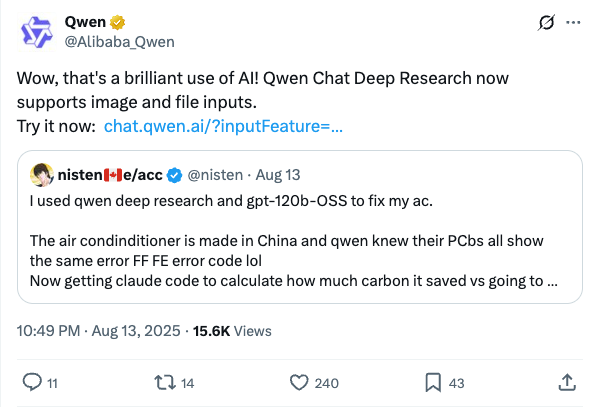 Qwen
@Alibaba_Qwen
Wow, that's a brilliant use of AI! Qwen Chat Deep Research now
supports image and file inputs.
Try it now: chat.qwen.ai/?inputFeature=...
nisten🇨🇦e/acc @nisten · Aug 13
I used qwen deep research and gpt-120b-OSS to fix my ac.
The air condinditioner is made in China and qwen knew their PCbs all show
the same error FF FE error code lol
Now getting claude code to calculate how much carbon it saved vs going to ...
10:49 PM · Aug 13, 2025 · 15.6K Views
11 14 240 43